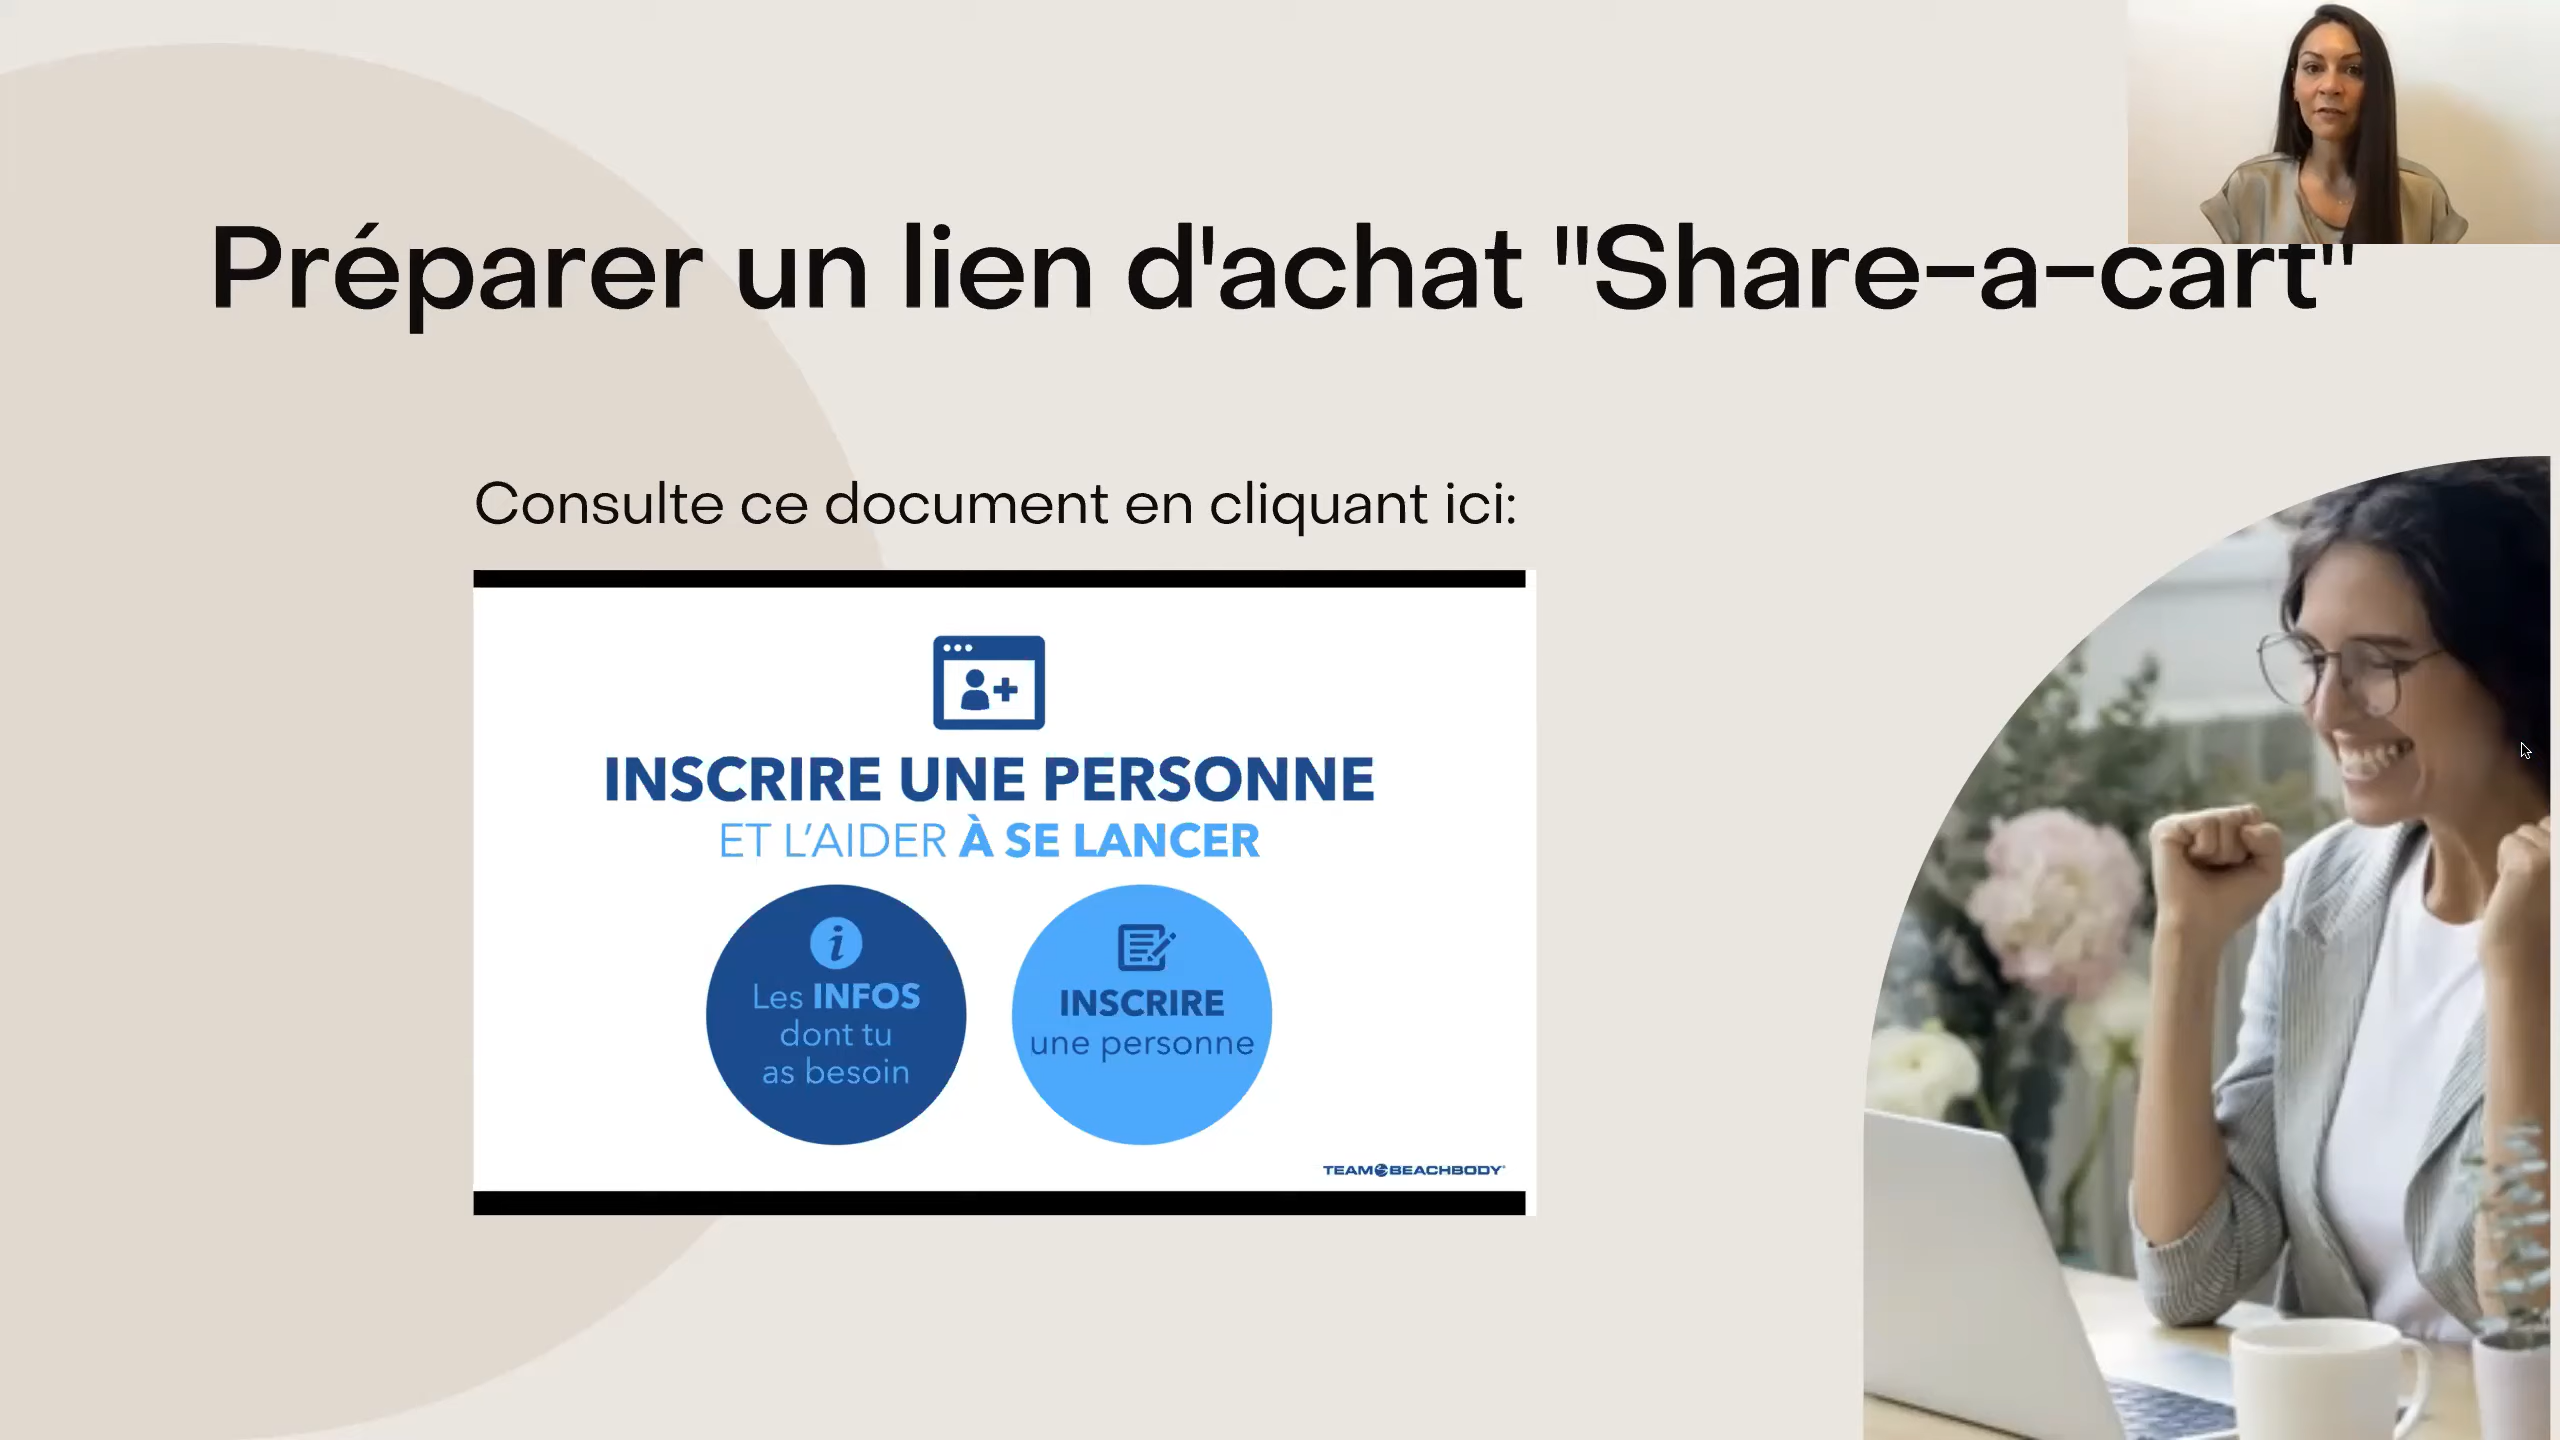 Préparer un lien d'achat "Share-a-cart"
Consulte ce document en cliquant ici:
INSCRIRE UNE PERSONNE
ET L'AIDER À SE LANCER
Les INFOS
dont tu
as besoin
INSCRIRE
une personne
TEAM BEACHBODY